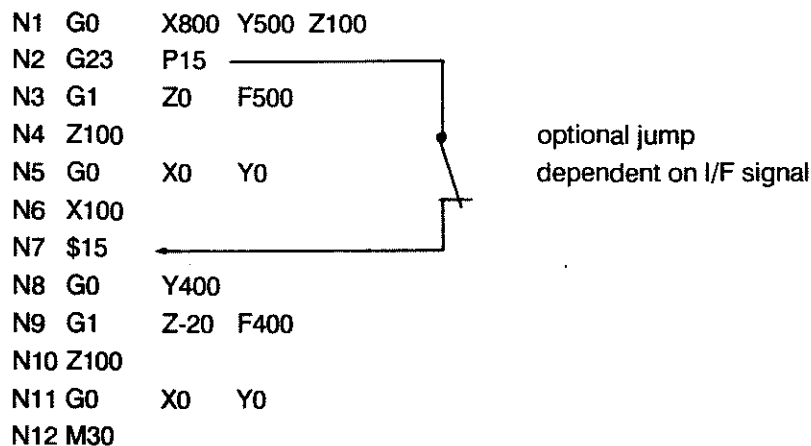 N1 G0 X800 Y500 Z100
N2 G23 P15
N3 G1 Z0 F500
N4 Z100
optional jump
N5 G0 X0 Y0
dependent on I/F signal
N6 X100
N7 $15
N8 G0 Y400
N9 G1 Z-20 F400
N10 Z100
N11 G0 X0 Y0
N12 M30